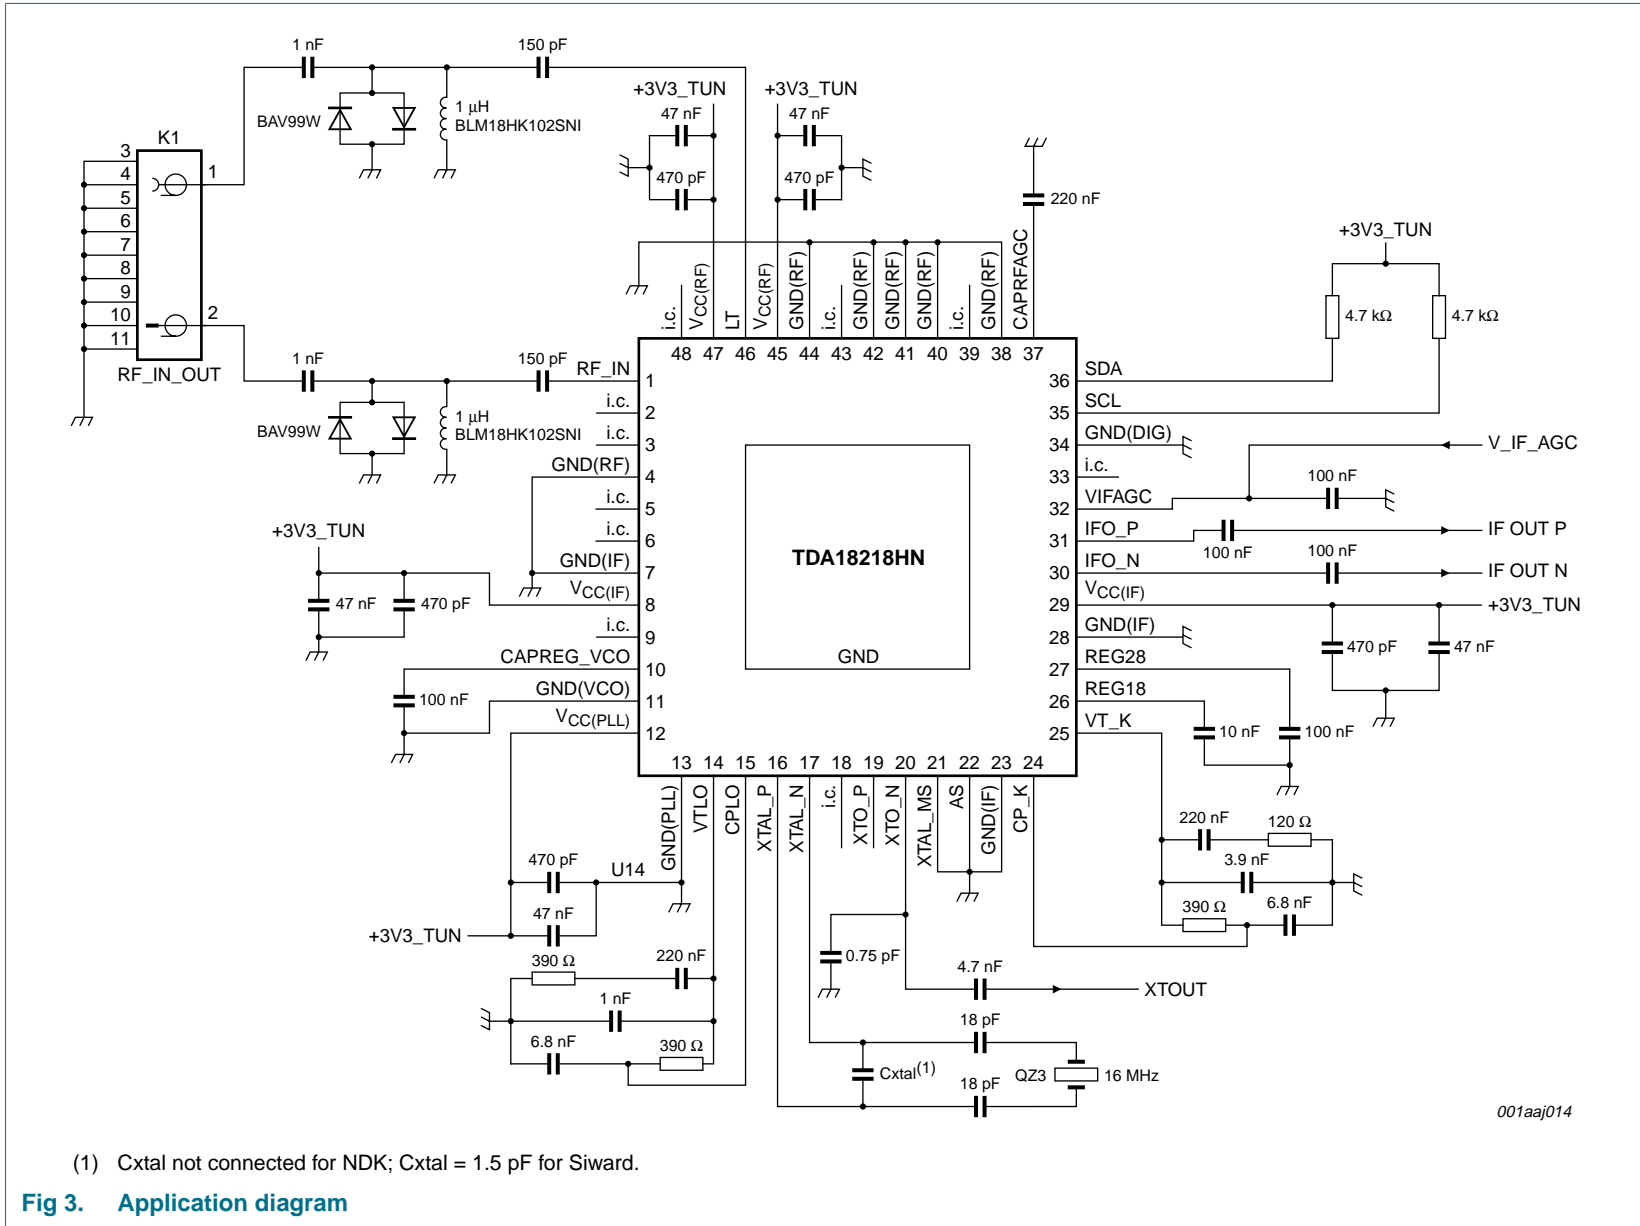 1 nF
150 pF
BAV99W
1 µH
BLM18HK102SNI
+3V3_TUN
47 nF
470 pF
+3V3_TUN
47 nF
470 pF
220 nF
K1
3
4
5
6
7
8
9
10
11
1
2
RF_IN_OUT
1 nF
150 pF
BAV99W
1 µH
BLM18HK102SNI
i.c.
VCC(RF)
LT
VCC(RF)
GND(RF)
i.c.
GND(RF)
GND(RF)
GND(RF)
i.c.
GND(RF)
CAPRFAGC
48 47 46 45 44 43 42 41 40 39 38 37
+3V3_TUN
4.7 kΩ
4.7 kΩ
RF_IN 1
i.c. 2
i.c. 3
GND(RF) 4
i.c. 5
i.c. 6
GND(IF) 7
VCC(IF) 8
i.c. 9
CAPREG_VCO 10
GND(VCO) 11
VCC(PLL) 12
+3V3_TUN
47 nF
470 pF
100 nF
TDA18218HN
GND
36 SDA
35 SCL
34 GND(DIG)
33 i.c.
32 VIFAGC
31 IFO_P
30 IFO_N
29 VCC(IF)
28 GND(IF)
27 REG28
26 REG18
25 VT_K
V_IF_AGC
100 nF
100 nF
IF OUT P
100 nF
IF OUT N
+3V3_TUN
470 pF
47 nF
10 nF
100 nF
13 14 15 16 17 18 19 20 21 22 23 24
GND(PLL)
VTLO
CPLO
XTAL_P
XTAL_N
i.c.
XTO_P
XTO_N
XTAL_MS
AS
GND(IF)
CP_K
220 nF
120 Ω
3.9 nF
390 Ω
6.8 nF
470 pF
U14
47 nF
+3V3_TUN
390 Ω
220 nF
1 nF
6.8 nF
390 Ω
0.75 pF
4.7 nF
XTOUT
18 pF
Cxtal(1)
QZ3
16 MHz
18 pF
001aaj014
(1) Cxtal not connected for NDK; Cxtal = 1.5 pF for Siward.
Fig 3. Application diagram